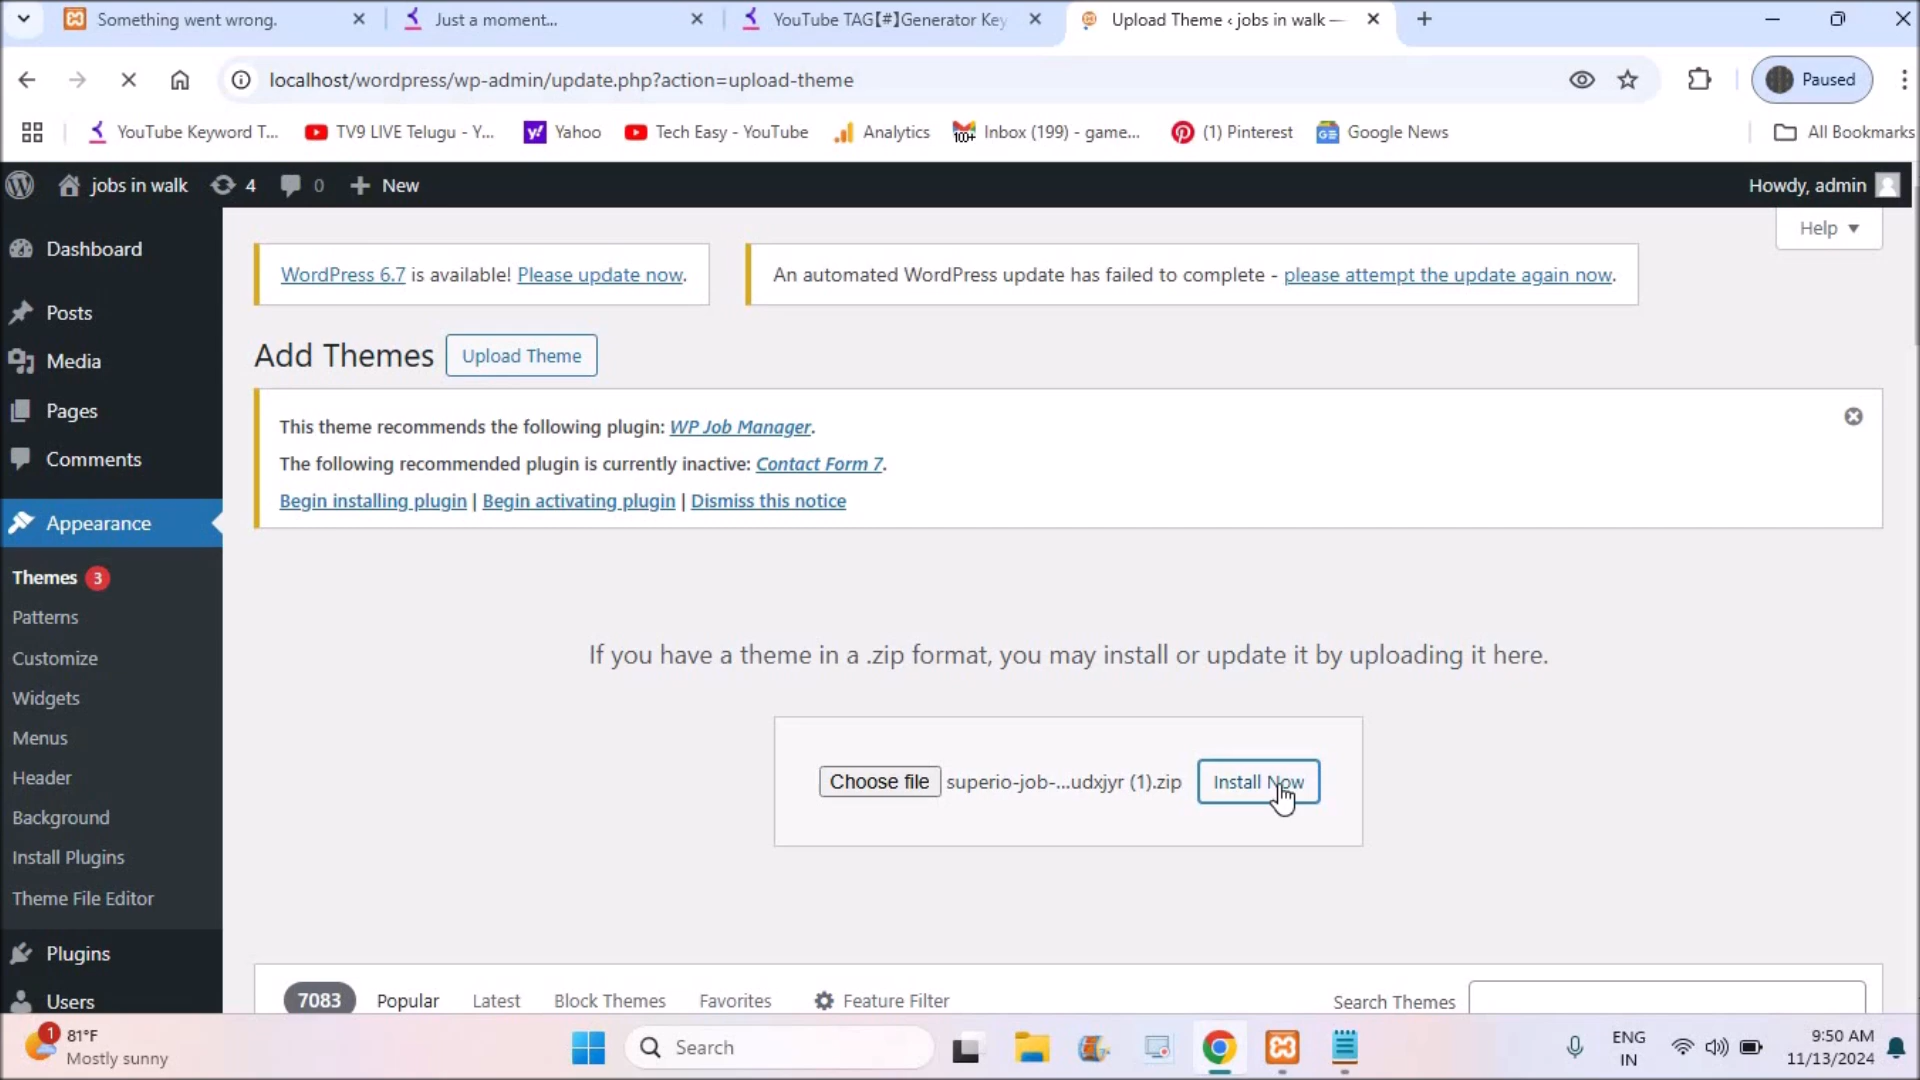 Something went wrong.
Just a moment...
YouTube TAG【#】Generator Key
Upload Theme ‹ jobs in walk —
localhost/wordpress/wp-admin/update.php?action=upload-theme
Paused
YouTube Keyword T...
TV9 LIVE Telugu - Y...
Yahoo
Tech Easy - YouTube
Analytics
100+
Inbox (199) - game...
(1) Pinterest
Google News
All Bookmarks
jobs in walk
4
0
+ New
Howdy, admin
Help ▼
WordPress 6.7 is available! Please update now.
An automated WordPress update has failed to complete - please attempt the update again now.
Add Themes
Upload Theme
This theme recommends the following plugin: WP Job Manager.
The following recommended plugin is currently inactive: Contact Form 7.
Begin installing plugin | Begin activating plugin | Dismiss this notice
Dashboard
Posts
Media
Pages
Comments
Appearance
Themes 3
Patterns
Customize
Widgets
Menus
Header
Background
Install Plugins
Theme File Editor
Plugins
Users
If you have a theme in a .zip format, you may install or update it by uploading it here.
Choose file superio-job-...udxjyr (1).zip
Install Now
7083
Popular
Latest
Block Themes
Favorites
Feature Filter
Search Themes
1
81°F
Mostly sunny
Search
ENG
IN
9:50 AM
11/13/2024